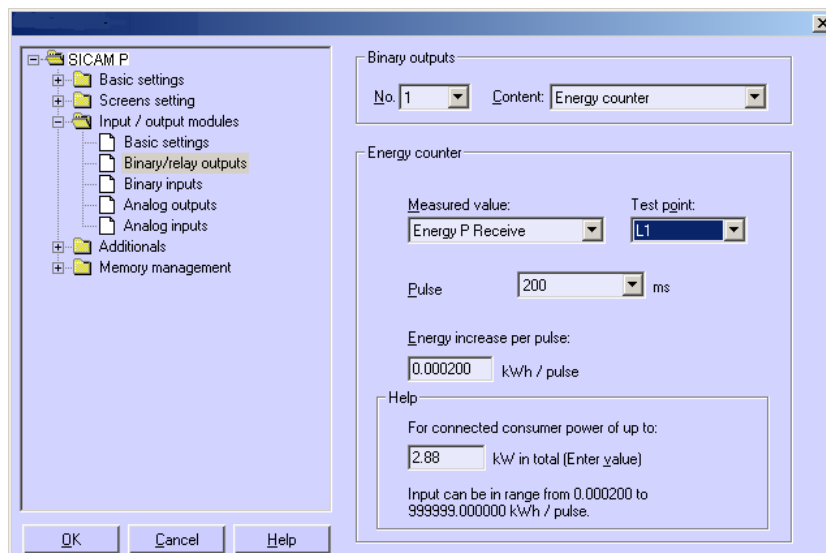 SICAM P
Basic settings
Screens setting
Input / output modules
Basic settings
Binary/relay outputs
Binary inputs
Analog outputs
Analog inputs
Additionals
Memory management
OK Cancel Help
Binary outputs
No. 1 Content: Energy counter
Energy counter
Measured value: Test point:
Energy P Receive L1
Pulse 200 ms
Energy increase per pulse:
0.000200 kWh / pulse
Help
For connected consumer power of up to:
2.88 kW in total (Enter value)
Input can be in range from 0.000200 to
999999.000000 kWh / pulse.